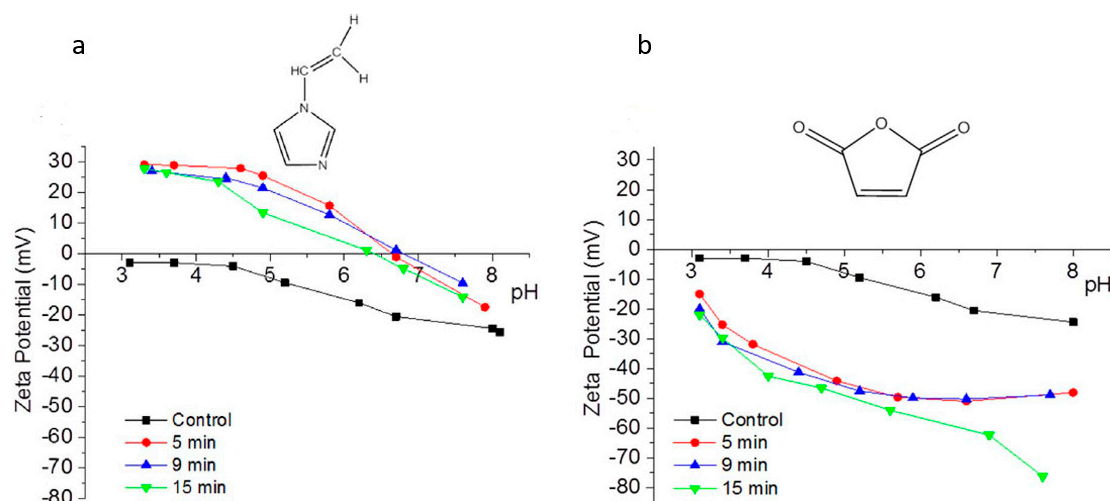 a
H
C
HC
H
N
N
30
20
10
0
-10
-20
-30
-40
-50
-60
-70
-80
3 4 5 6 7 8
pH
Zeta Potential (mV)
Control
5 min
9 min
15 min
b
O
O
O
30
20
10
0
-10
-20
-30
-40
-50
-60
-70
-80
3 4 5 6 7 8
pH
Zeta Potential (mV)
Control
5 min
9 min
15 min